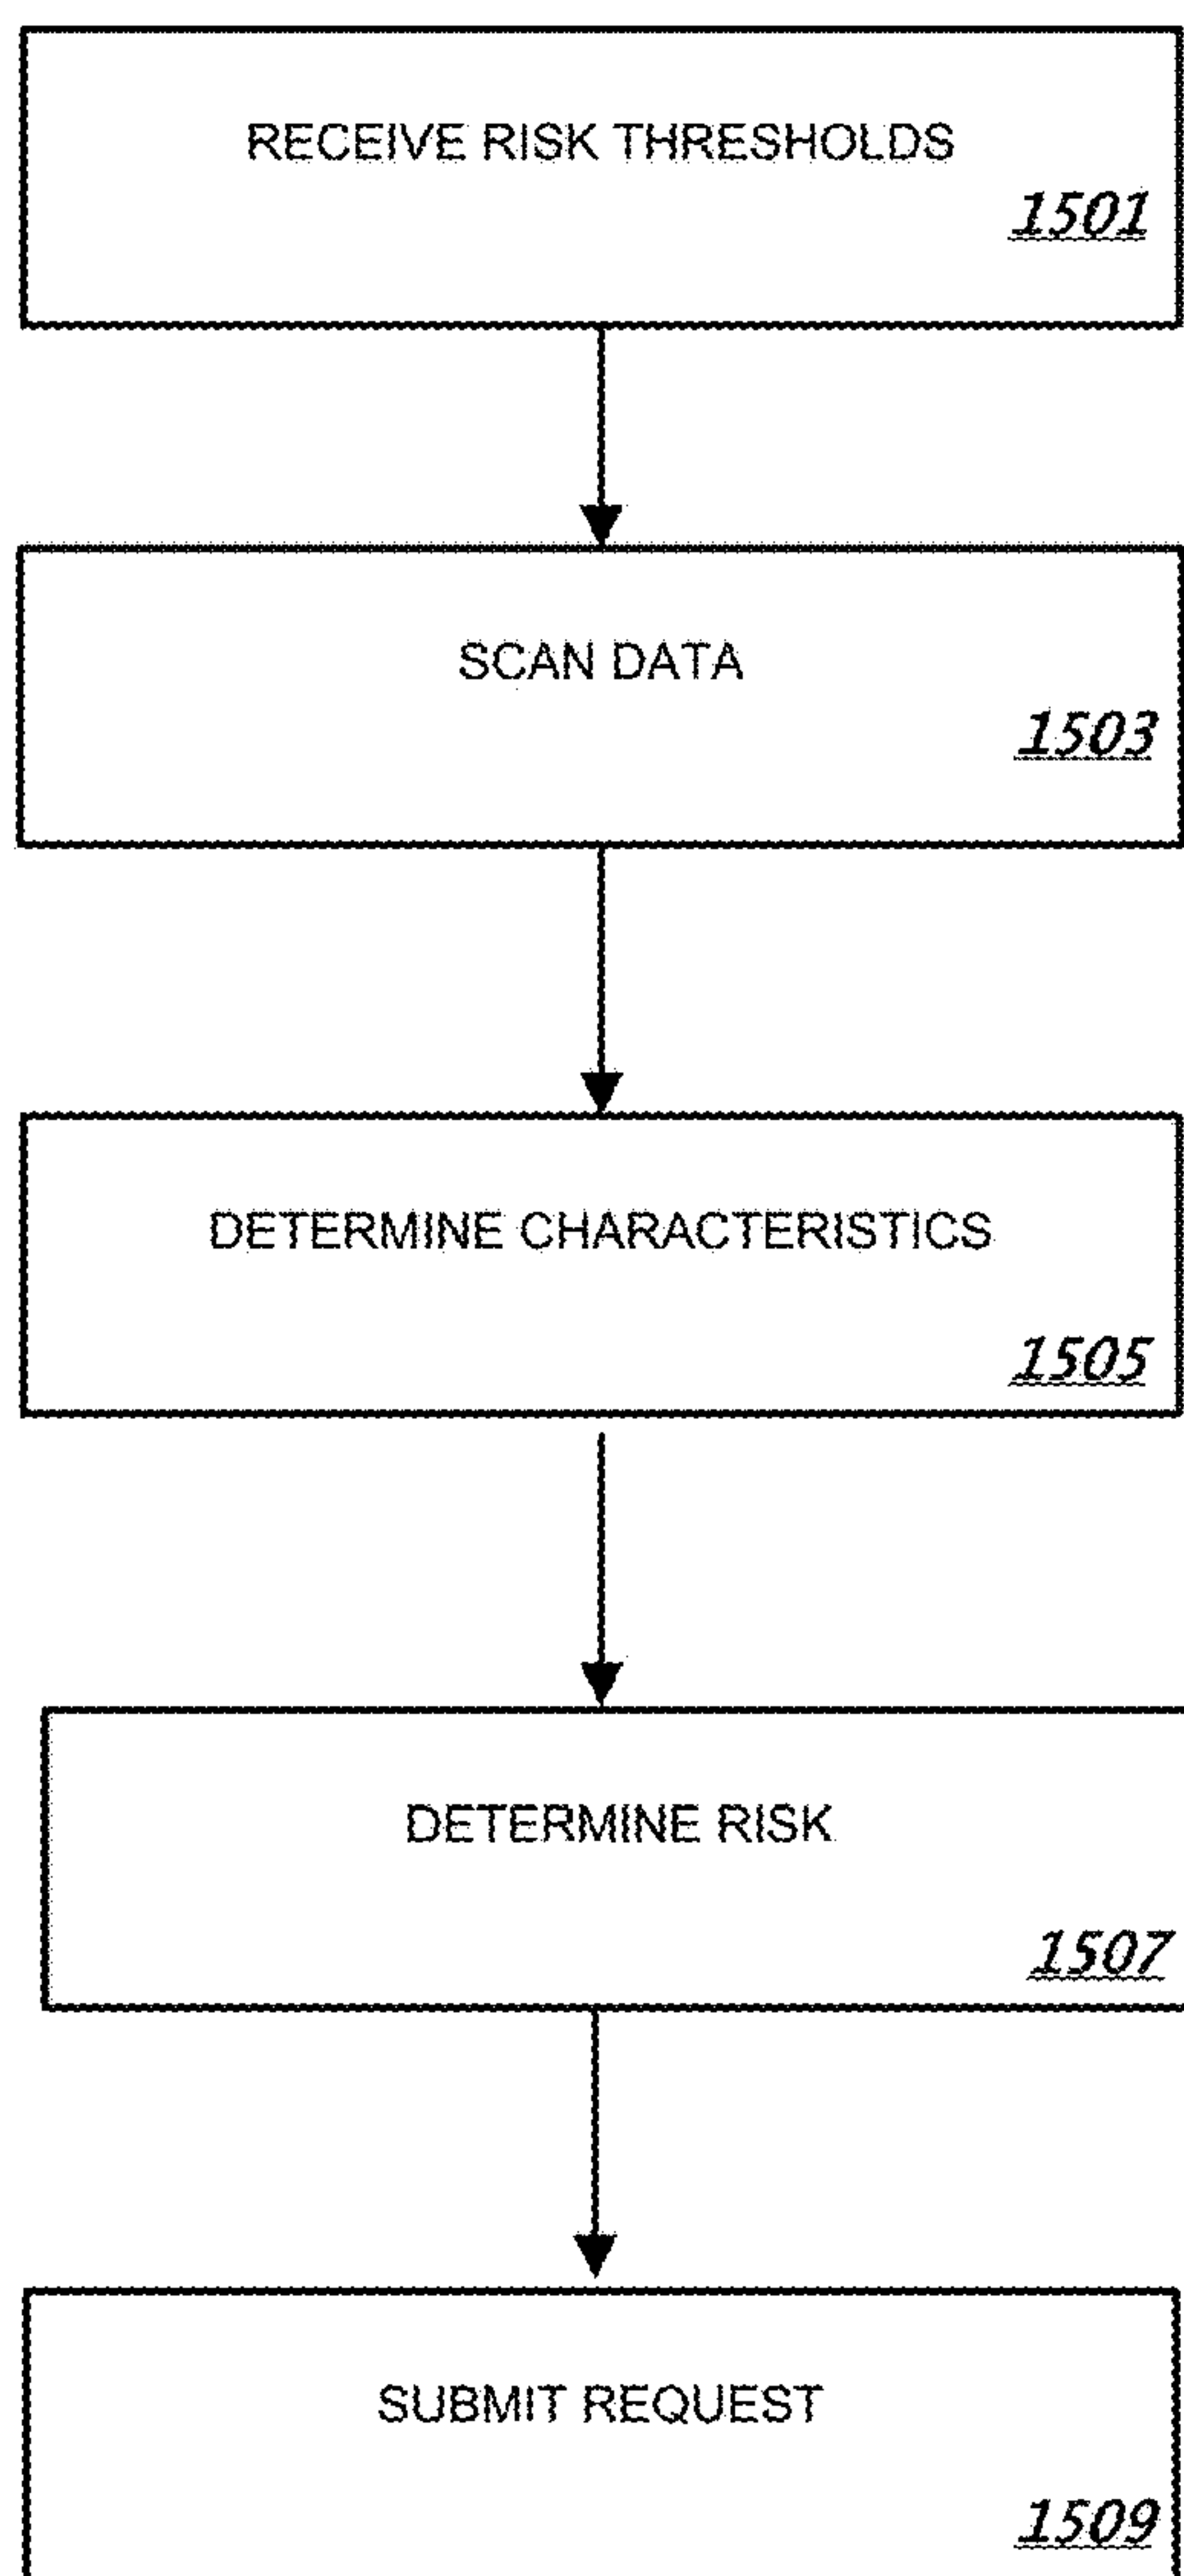 RECEIVE RISK THRESHOLDS
1501
SCAN DATA
1503
DETERMINE CHARACTERISTICS
1505
DETERMINE RISK
1507
SUBMIT REQUEST
1509